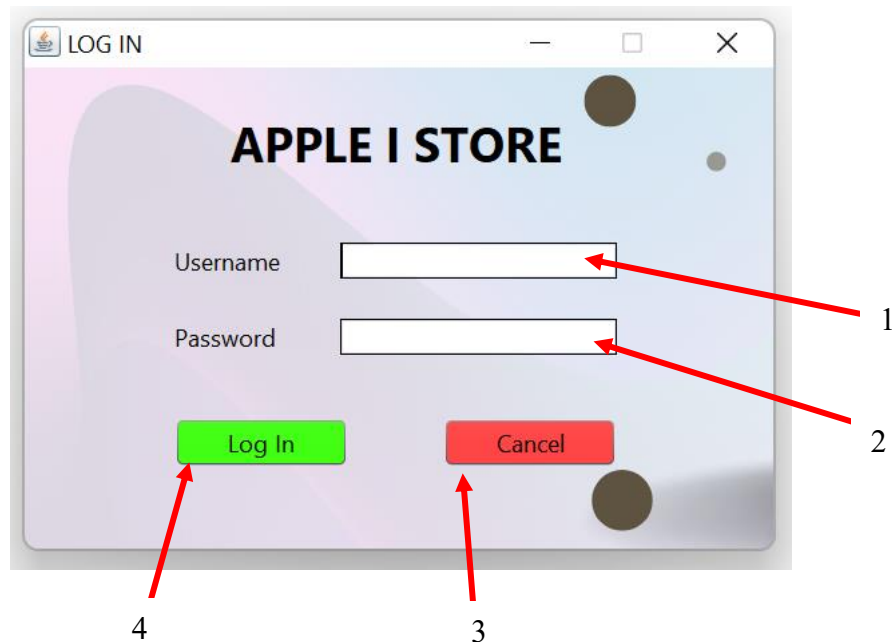 LOG IN
APPLE I STORE
Username
1
Password
2
Log In Cancel
4 3